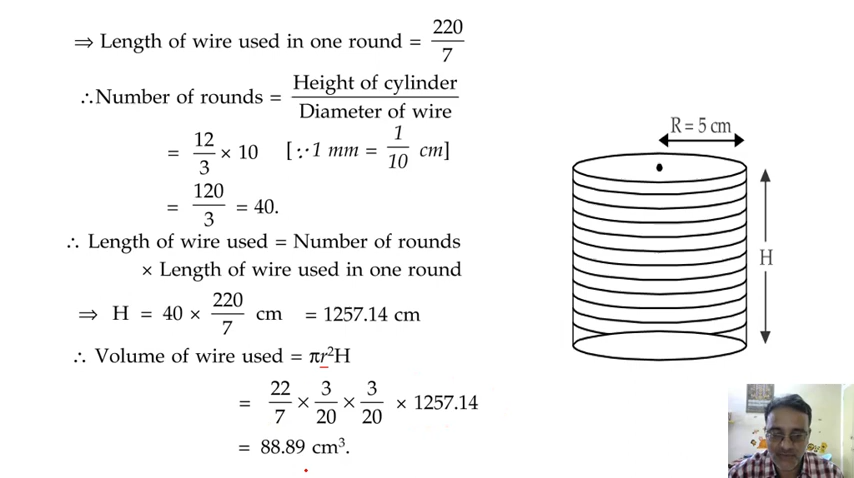 ⇒ Length of wire used in one round = 220/7
∴Number of rounds = Height of cylinder/Diameter of wire
= 12/3 × 10 [∵1 mm = 1/10 cm]
= 120/3 = 40.
∴ Length of wire used = Number of rounds
× Length of wire used in one round
⇒ H = 40 × 220/7 cm = 1257.14 cm
∴ Volume of wire used = πr²H
= 22/7 × 3/20 × 3/20 × 1257.14
= 88.89 cm³.
R = 5 cm
H